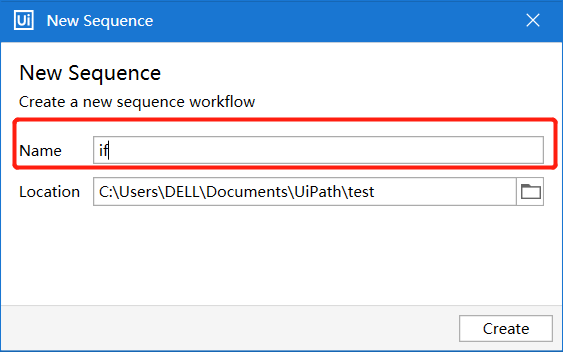 Ui New Sequence
New Sequence
Create a new sequence workflow
Name if
Location C:\Users\DELL\Documents\UiPath\test
Create